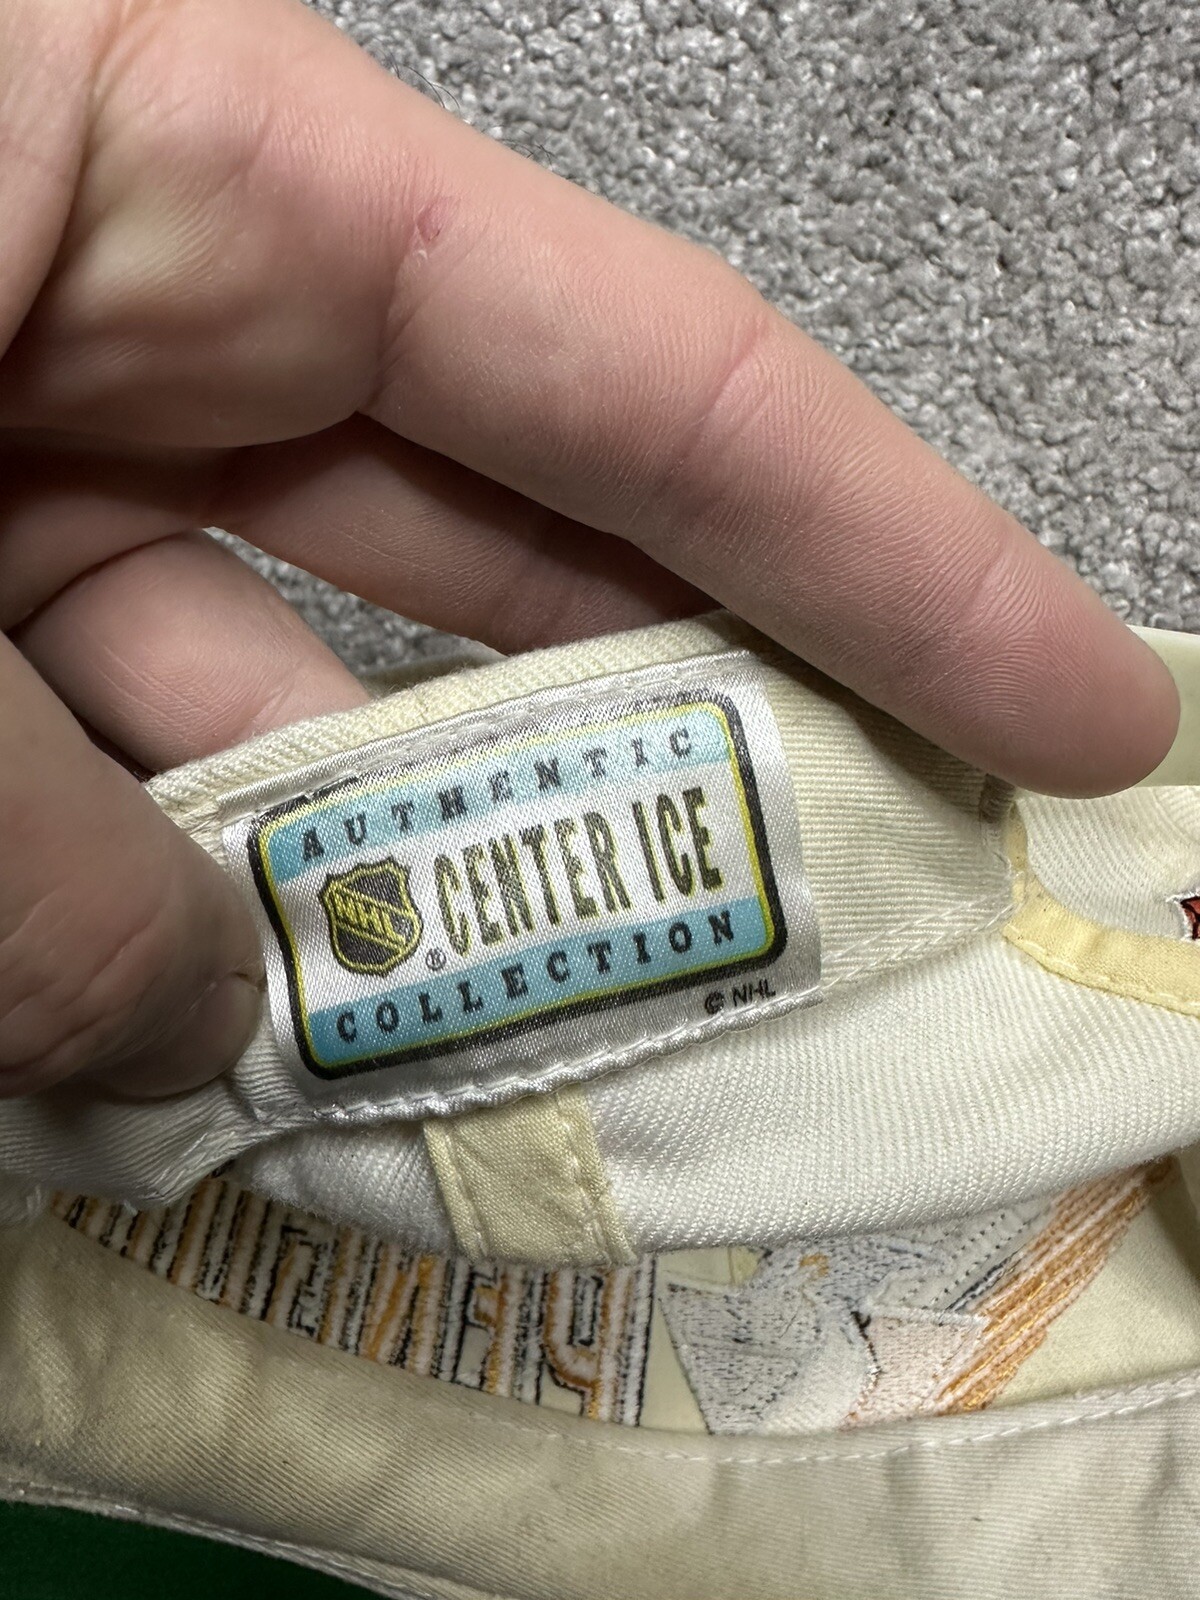 AUTHENTIC
NHL ® CENTER ICE
COLLECTION
© NHL